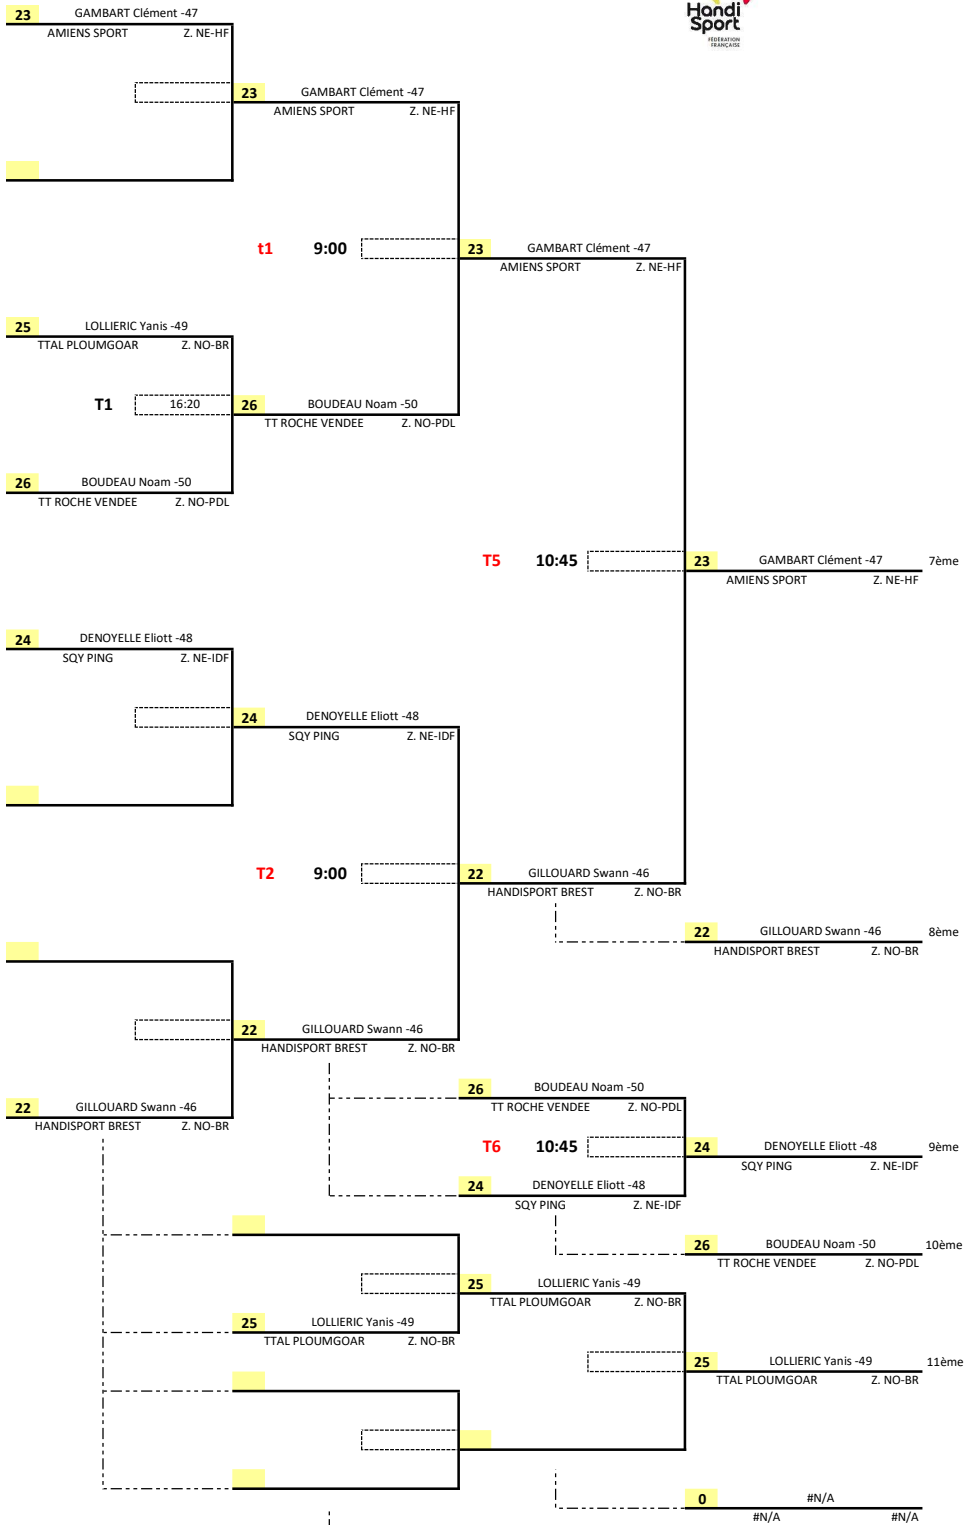 Handi
Sport
FÉDÉRATION
FRANÇAISE
23 GAMBART Clément -47
AMIENS SPORT Z. NE-HF
23 GAMBART Clément -47
AMIENS SPORT Z. NE-HF
t1 9:00 23 GAMBART Clément -47
AMIENS SPORT Z. NE-HF
25 LOLLIERIC Yanis -49
TTAL PLOUMGOAR Z. NO-BR
T1 16:20 26 BOUDEAU Noam -50
TT ROCHE VENDEE Z. NO-PDL
26 BOUDEAU Noam -50
TT ROCHE VENDEE Z. NO-PDL
T5 10:45 23 GAMBART Clément -47 7ème
AMIENS SPORT Z. NE-HF
24 DENOYELLE Eliott -48
SQY PING Z. NE-IDF
24 DENOYELLE Eliott -48
SQY PING Z. NE-IDF
T2 9:00 22 GILLOUARD Swann -46
HANDISPORT BREST Z. NO-BR
22 GILLOUARD Swann -46 8ème
HANDISPORT BREST Z. NO-BR
22 GILLOUARD Swann -46
HANDISPORT BREST Z. NO-BR
26 BOUDEAU Noam -50
TT ROCHE VENDEE Z. NO-PDL
22 GILLOUARD Swann -46
HANDISPORT BREST Z. NO-BR
T6 10:45 24 DENOYELLE Eliott -48 9ème
SQY PING Z. NE-IDF
24 DENOYELLE Eliott -48
SQY PING Z. NE-IDF
26 BOUDEAU Noam -50 10ème
TT ROCHE VENDEE Z. NO-PDL
25 LOLLIERIC Yanis -49
TTAL PLOUMGOAR Z. NO-BR
25 LOLLIERIC Yanis -49
TTAL PLOUMGOAR Z. NO-BR
25 LOLLIERIC Yanis -49 11ème
TTAL PLOUMGOAR Z. NO-BR
0 #N/A
#N/A #N/A